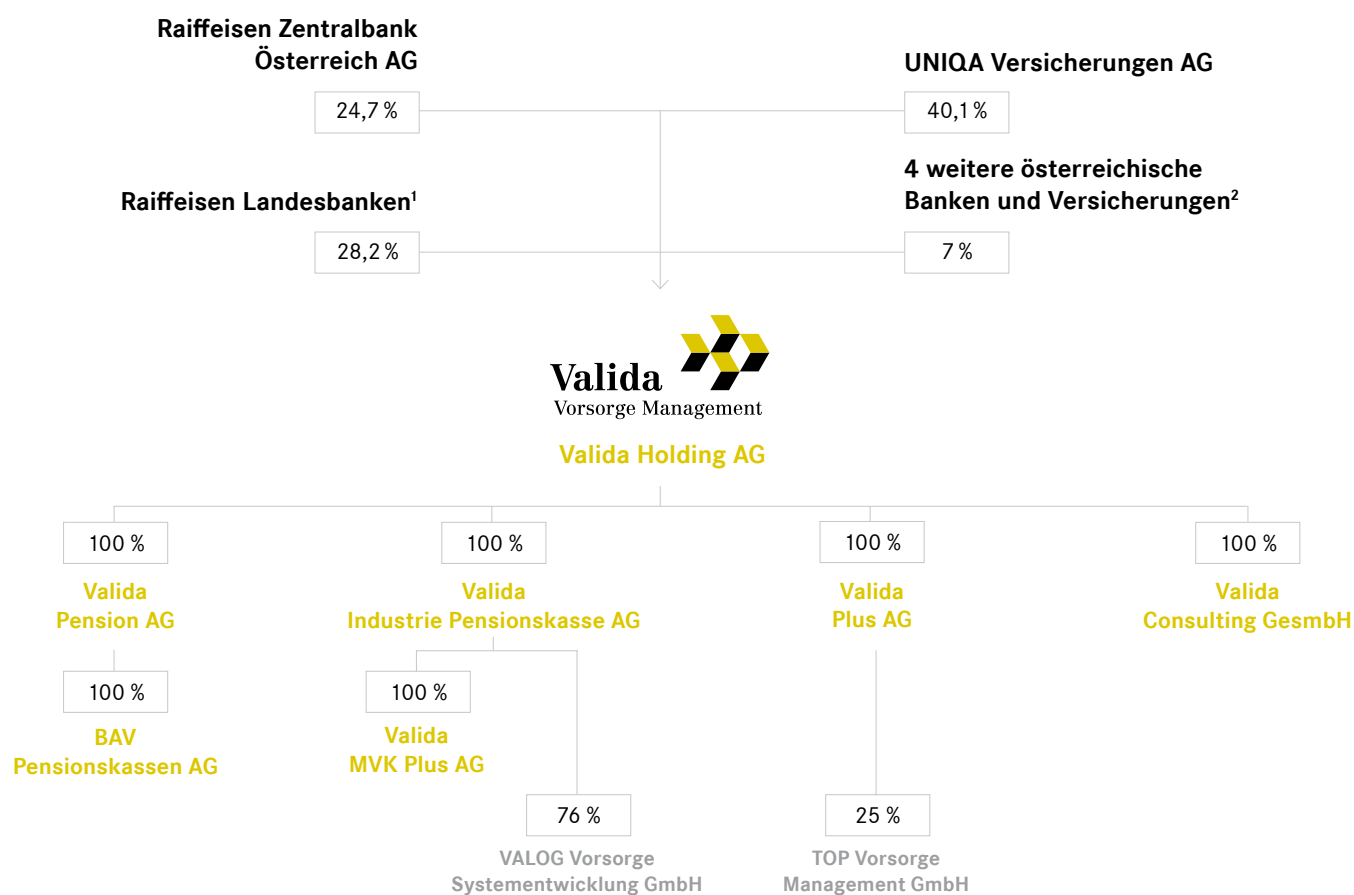 Raiffeisen Zentralbank
Österreich AG
24,7 %
UNIQA Versicherungen AG
40,1 %
Raiffeisen Landesbanken¹
28,2 %
4 weitere österreichische
Banken und Versicherungen²
7 %
Valida
Vorsorge Management
Valida Holding AG
100 %
Valida
Pension AG
100 %
BAV
Pensionskassen AG
100 %
Valida
Industrie Pensionskasse AG
100 %
Valida
MVK Plus AG
76 %
VALOG Vorsorge
Systementwicklung GmbH
100 %
Valida
Plus AG
25 %
TOP Vorsorge
Management GmbH
100 %
Valida
Consulting GesmbH